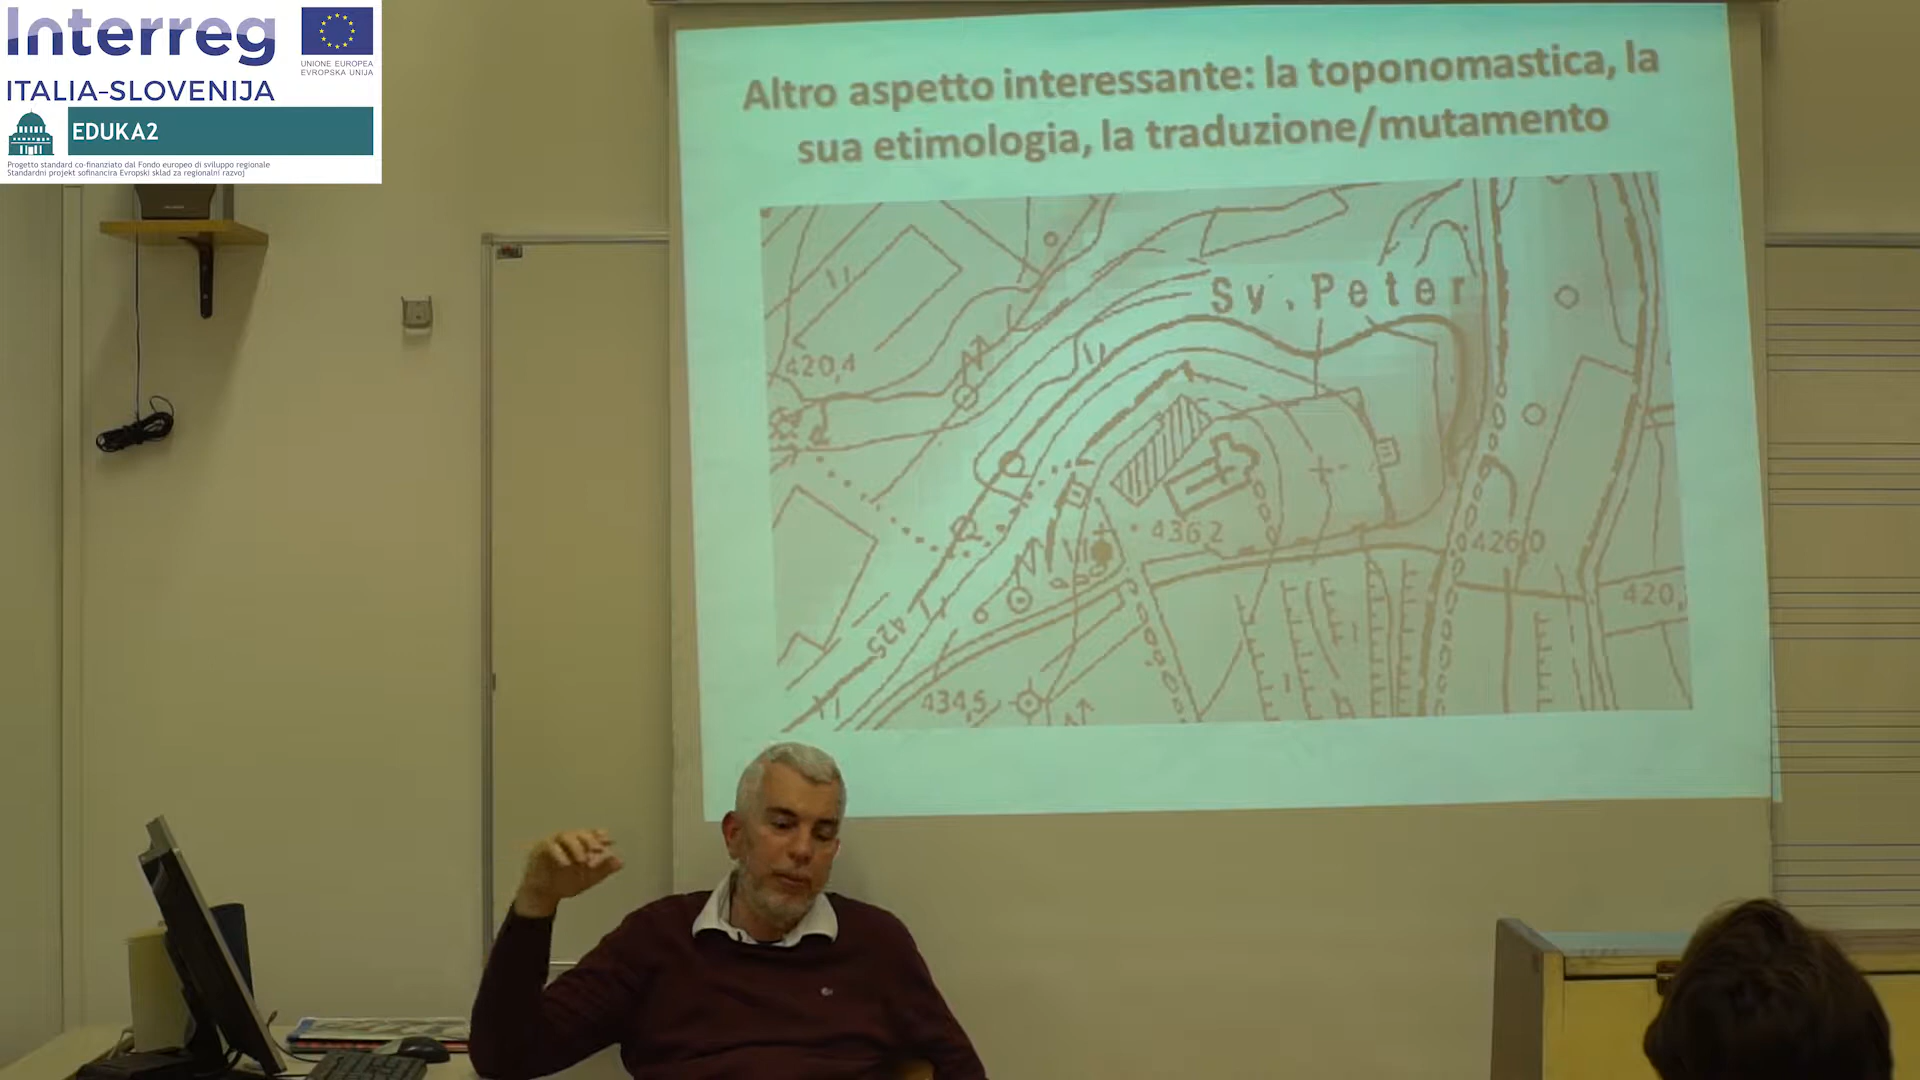 Interreg
UNIONE EUROPEA
EVROPSKA UNIJA
ITALIA-SLOVENIJA
EDUKA2
Progetto standard co-finanziato dal Fondo europeo di sviluppo regionale
Standardni projekt sofinancira Evropski sklad za regionalni razvoj
Altro aspetto interessante: la toponomastica, la
sua etimologia, la traduzione/mutamento
Sv. Peter
420,4
436,2
426,0
420,
425
434,5